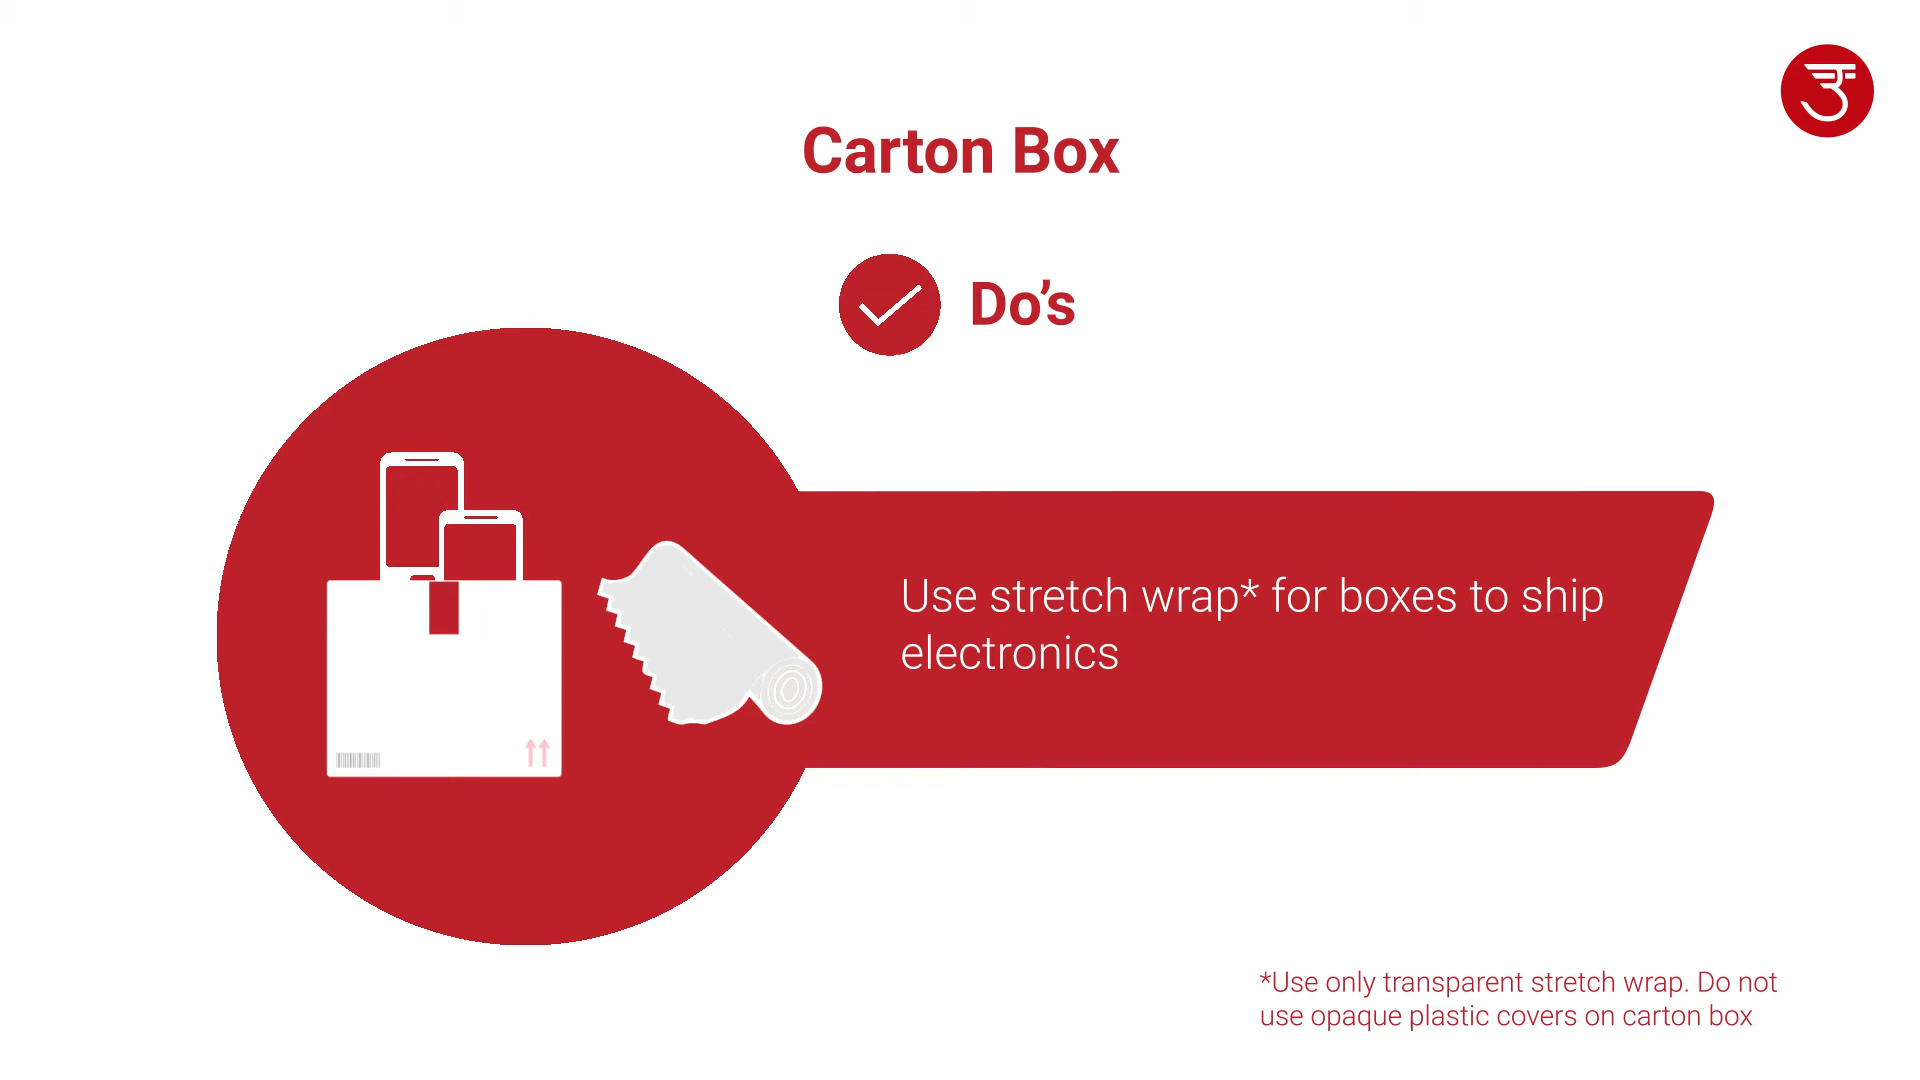 Carton Box
Do’s
Use stretch wrap* for boxes to ship
electronics
*Use only transparent stretch wrap. Do not
use opaque plastic covers on carton box